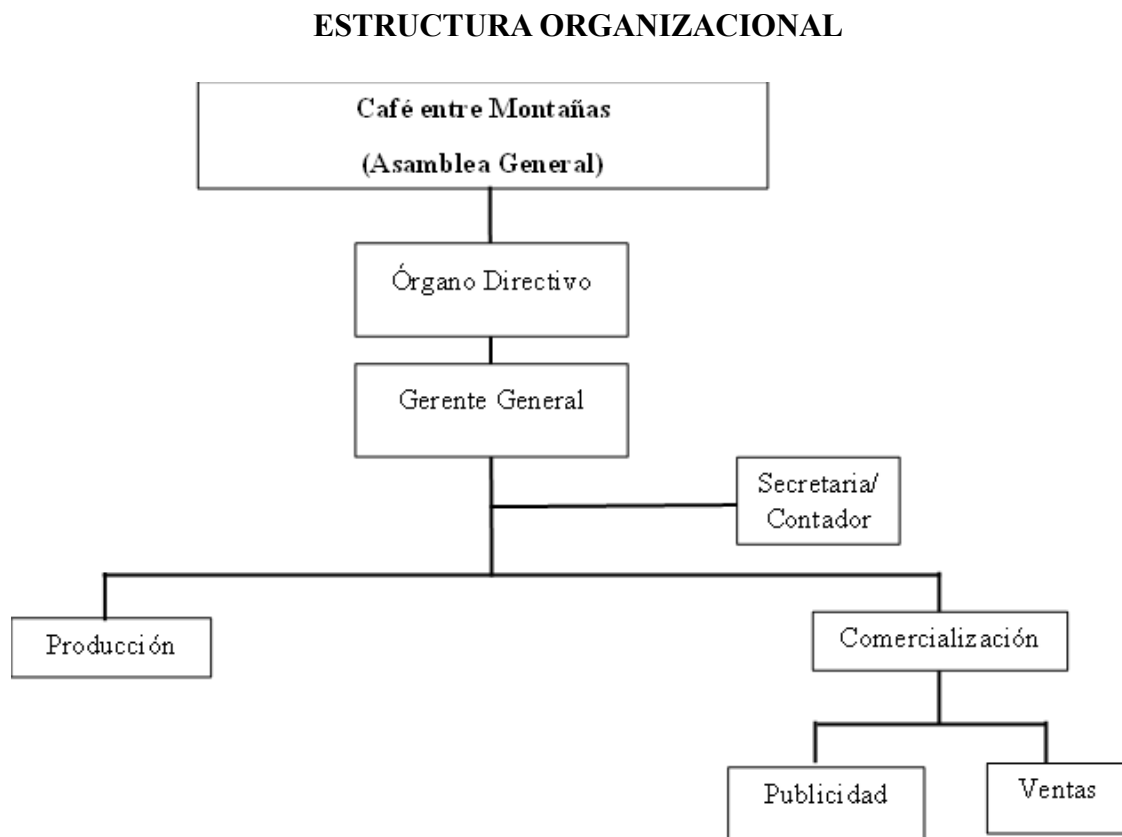 ESTRUCTURA ORGANIZACIONAL
Café entre Montañas
(Asamblea General)
Órgano Directivo
Gerente General
Secretaria/
Contador
Producción
Comercialización
Publicidad
Ventas